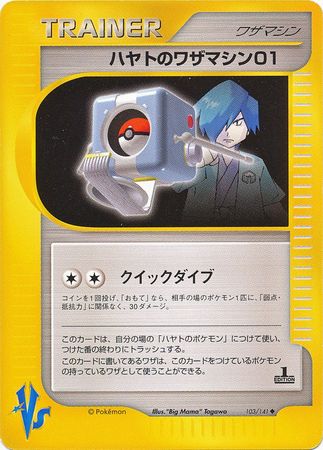 TRAINER
ワザマシン
ハヤトのワザマシン01
クイックダイブ
コインを1回投げ、「おもて」なら、相手の場のポケモン1匹に、「弱点・
抵抗力」に関係なく、30ダメージ。
このカードは、自分の場の「ハヤトのポケモン」につけて使い、
つかった番の終わりにトラッシュする。
このカードに書いてあるワザは、このカードをつけているポケモン
の持っているワザとして使うことができる。
1
EDITION
VS
© Pokémon
Illus. "Big Mama" Tagawa
103/141 ◆